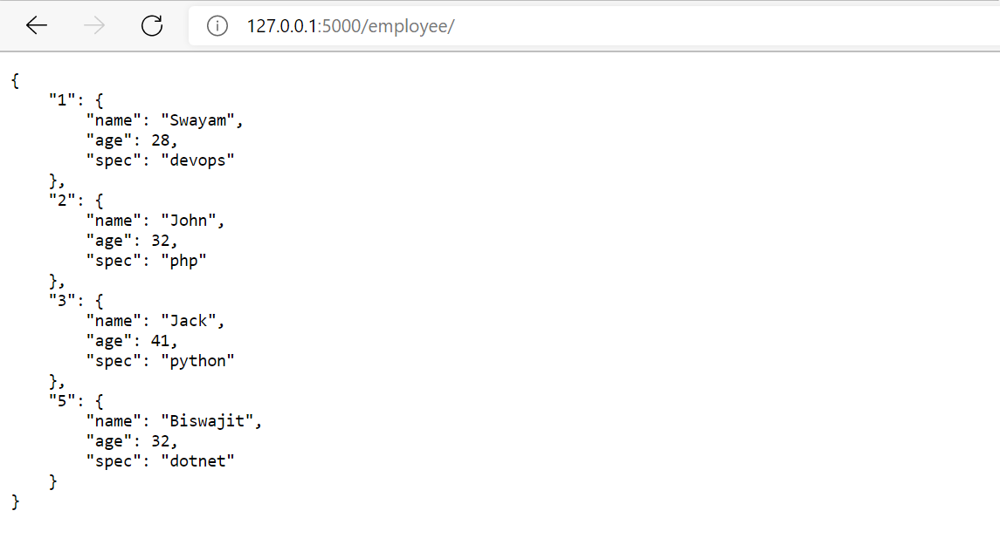 127.0.0.1:5000/employee/
{
    "1": {
        "name": "Swayam",
        "age": 28,
        "spec": "devops"
    },
    "2": {
        "name": "John",
        "age": 32,
        "spec": "php"
    },
    "3": {
        "name": "Jack",
        "age": 41,
        "spec": "python"
    },
    "5": {
        "name": "Biswajit",
        "age": 32,
        "spec": "dotnet"
    }
}